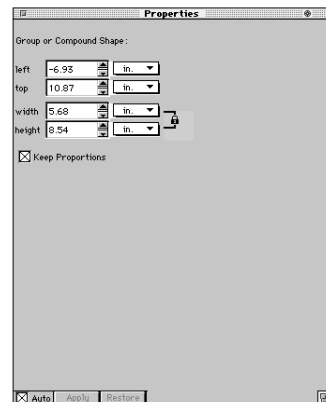 Properties
Group or Compound Shape:
left -6.93 in.
top 10.87 in.
width 5.68 in.
height 8.54 in.
Keep Proportions
Auto Apply Restore